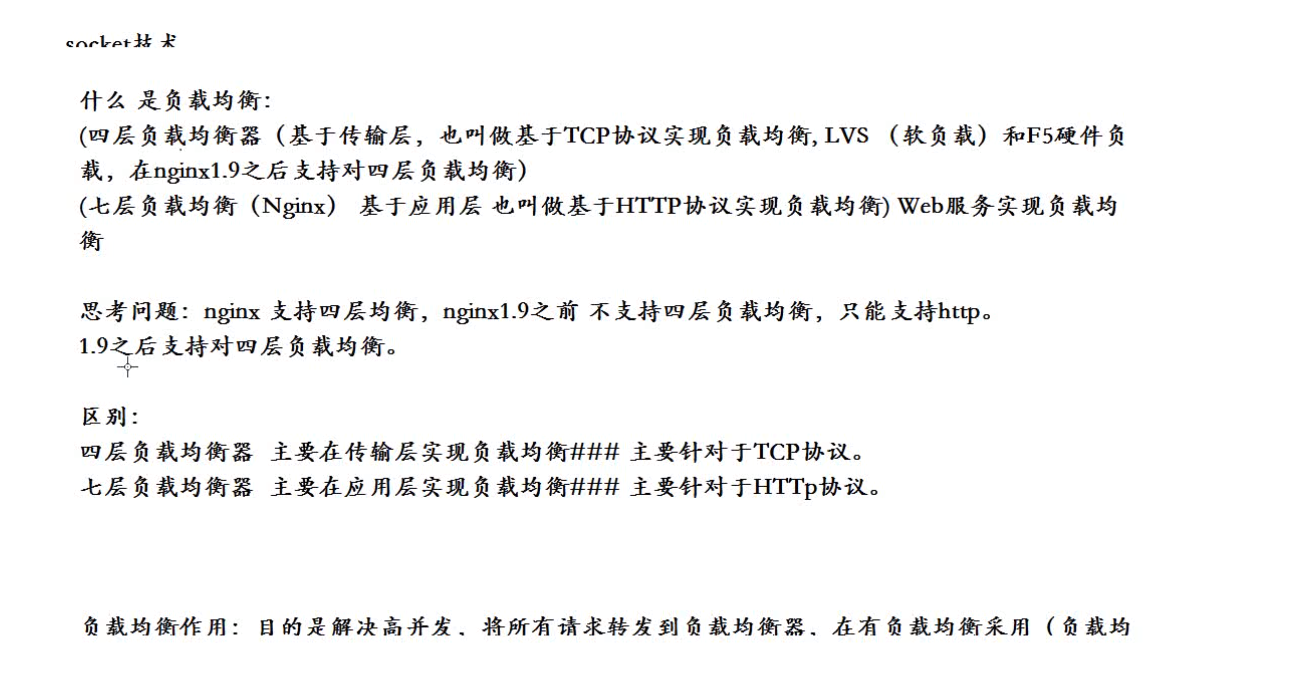 socket技术
什么 是负载均衡：
(四层负载均衡器（基于传输层，也叫做基于TCP协议实现负载均衡, LVS （软负载）和F5硬件负
载，在nginx1.9之后支持对四层负载均衡）
(七层负载均衡（Nginx） 基于应用层 也叫做基于HTTP协议实现负载均衡) Web服务实现负载均
衡
思考问题：nginx 支持四层均衡，nginx1.9之前 不支持四层负载均衡，只能支持http。
1.9之后支持对四层负载均衡。
区别：
四层负载均衡器 主要在传输层实现负载均衡### 主要针对于TCP协议。
七层负载均衡器 主要在应用层实现负载均衡### 主要针对于HTTp协议。
负载均衡作用：目的是解决高并发、将所有请求转发到负载均衡器，在有负载均衡采用（负载均